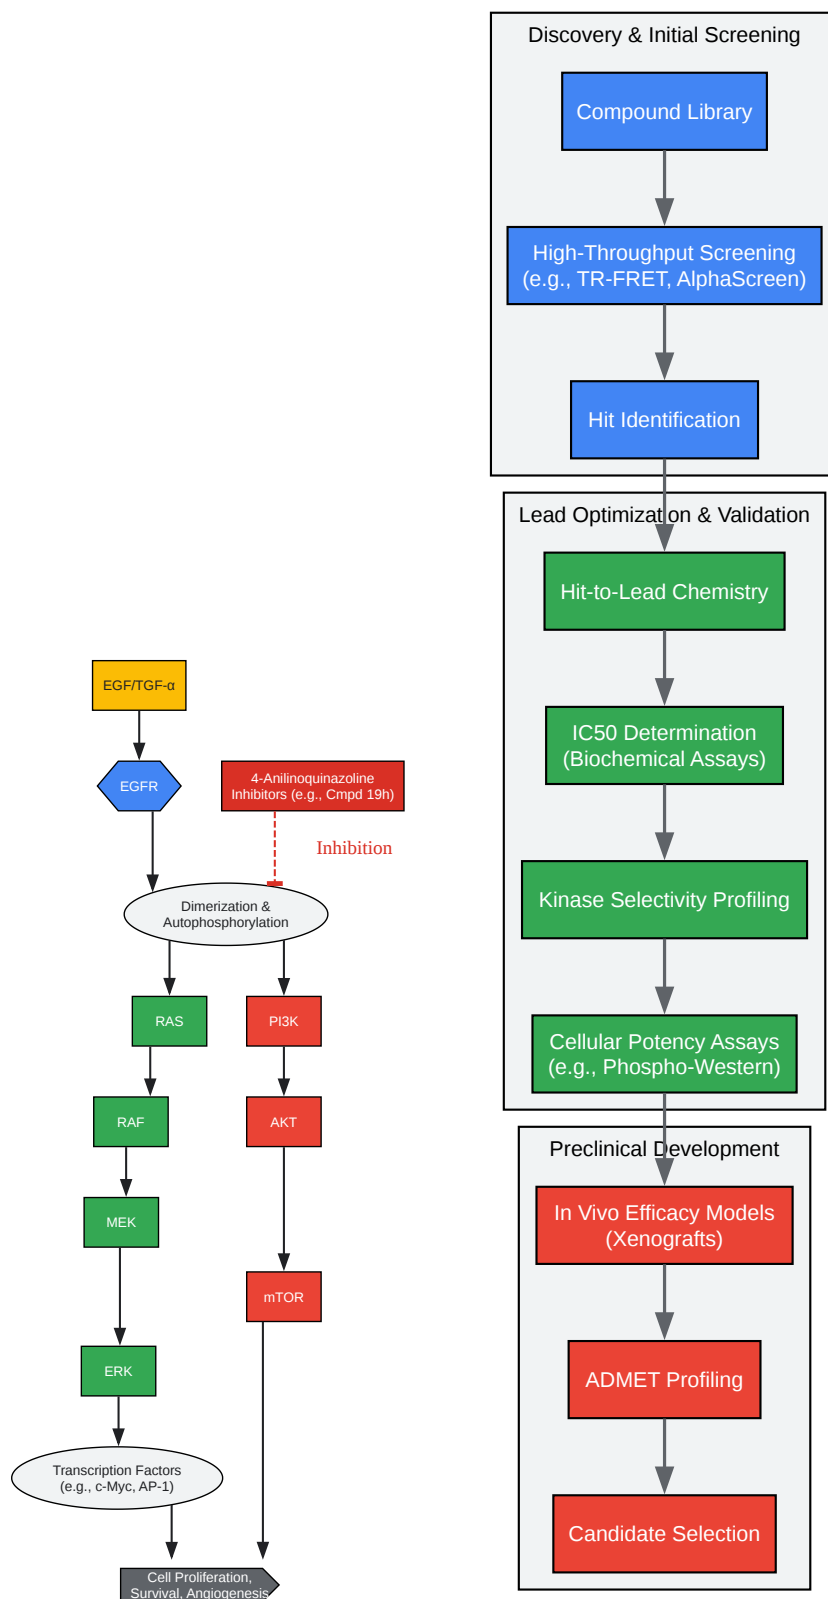 Discovery & Initial Screening
Compound Library
High-Throughput Screening
(e.g., TR-FRET, AlphaScreen)
Hit Identification
Lead Optimization & Validation
Hit-to-Lead Chemistry
IC50 Determination
(Biochemical Assays)
Kinase Selectivity Profiling
Cellular Potency Assays
(e.g., Phospho-Western)
Preclinical Development
In Vivo Efficacy Models
(Xenografts)
ADMET Profiling
Candidate Selection
EGF/TGF-α
EGFR
4-Anilinoquinazoline
Inhibitors (e.g., Cmpd 19h)
Inhibition
Dimerization &
Autophosphorylation
RAS
PI3K
RAF
AKT
MEK
mTOR
ERK
Transcription Factors
(e.g., c-Myc, AP-1)
Cell Proliferation,
Survival, Angiogenesis